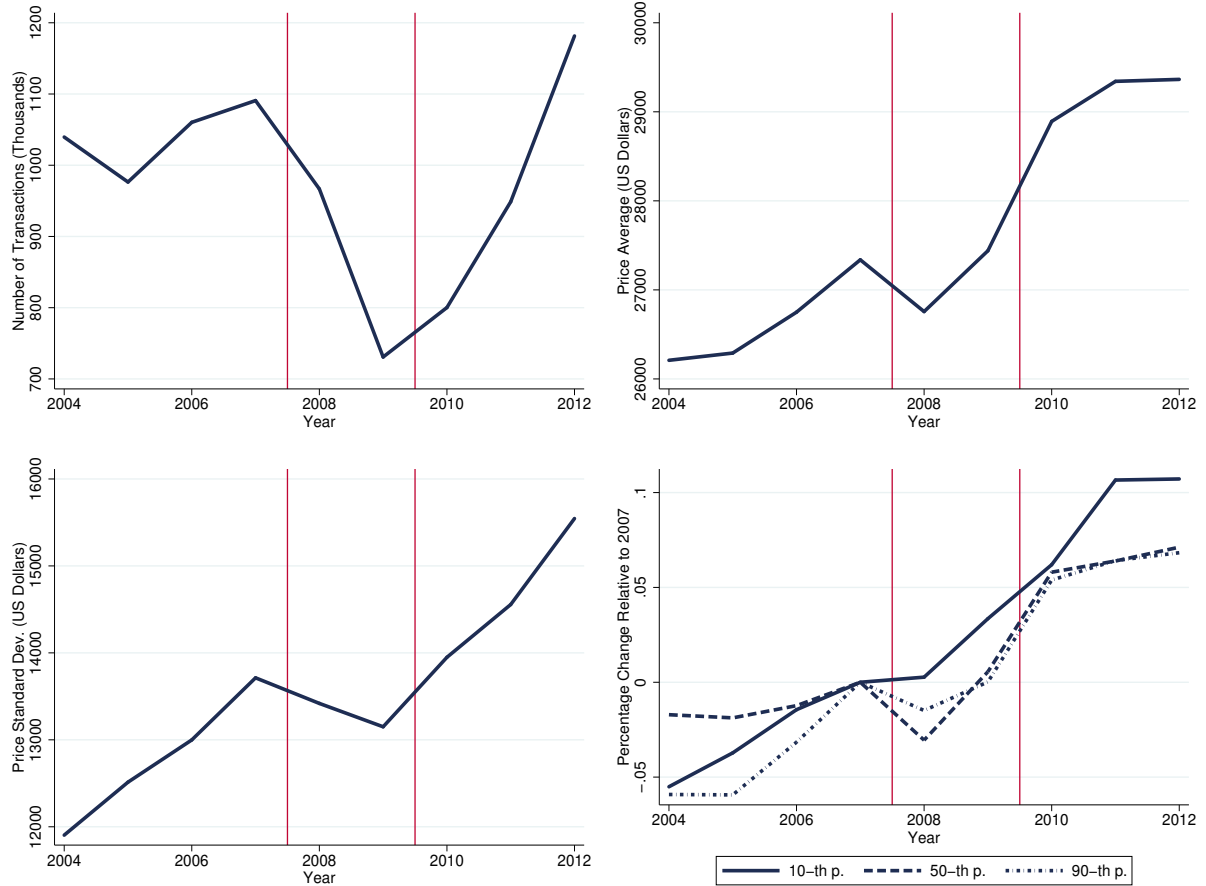 Number of Transactions (Thousands)
1200
1100
1000
900
800
700
2004 2006 2008 2010 2012
Year
Price Average (US Dollars)
30000
29000
28000
27000
26000
2004 2006 2008 2010 2012
Year
Price Standard Dev. (US Dollars)
16000
15000
14000
13000
12000
2004 2006 2008 2010 2012
Year
Percentage Change Relative to 2007
.1
.05
0
−.05
2004 2006 2008 2010 2012
Year
10−th p. 50−th p. 90−th p.